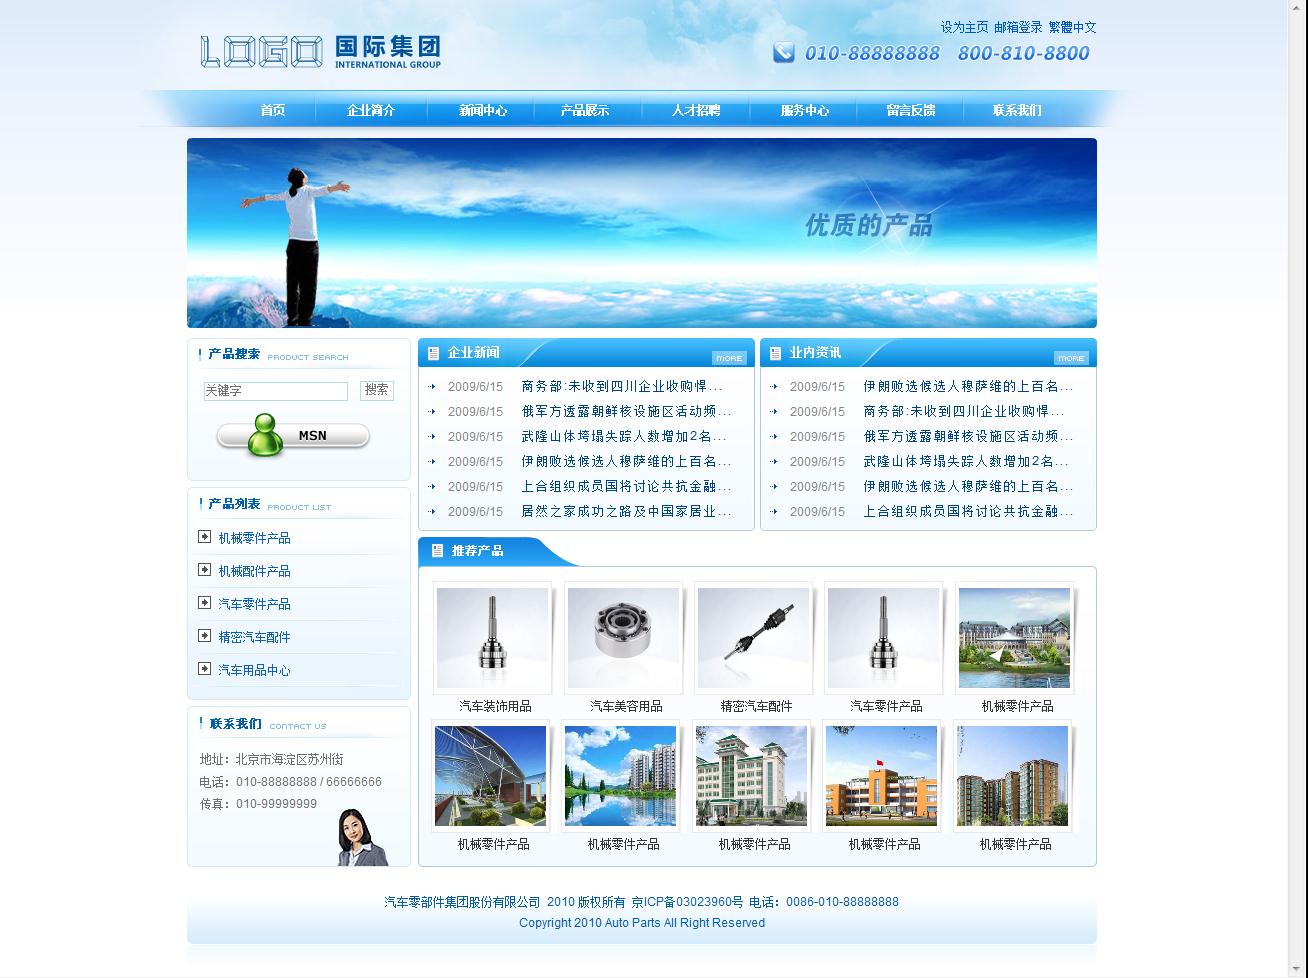 设为主页 邮箱登录 繁體中文
LOGO 国际集团
INTERNATIONAL GROUP
010-88888888 800-810-8800
首页 企业简介 新闻中心 产品展示 人才招聘 服务中心 留言反馈 联系我们
优质的产品
产品搜索 PRODUCT SEARCH
关键字 搜索
MSN
产品列表 PRODUCT LIST
机械零件产品
机械配件产品
汽车零件产品
精密汽车配件
汽车用品中心
联系我们 CONTACT US
地址：北京市海淀区苏州街
电话：010-88888888 / 66666666
传真：010-99999999
企业新闻 MORE
2009/6/15 商务部:未收到四川企业收购悍...
2009/6/15 俄军方透露朝鲜核设施区活动频...
2009/6/15 武隆山体垮塌失踪人数增加2名...
2009/6/15 伊朗败选候选人穆萨维的上百名...
2009/6/15 上合组织成员国将讨论共抗金融...
2009/6/15 居然之家成功之路及中国家居业...
业内资讯 MORE
2009/6/15 伊朗败选候选人穆萨维的上百名...
2009/6/15 商务部:未收到四川企业收购悍...
2009/6/15 俄军方透露朝鲜核设施区活动频...
2009/6/15 武隆山体垮塌失踪人数增加2名...
2009/6/15 伊朗败选候选人穆萨维的上百名...
2009/6/15 上合组织成员国将讨论共抗金融...
推荐产品
汽车装饰用品 汽车美容用品 精密汽车配件 汽车零件产品 机械零件产品
机械零件产品 机械零件产品 机械零件产品 机械零件产品 机械零件产品
汽车零部件集团股份有限公司 2010 版权所有 京ICP备03023960号 电话：0086-010-88888888
Copyright 2010 Auto Parts All Right Reserved